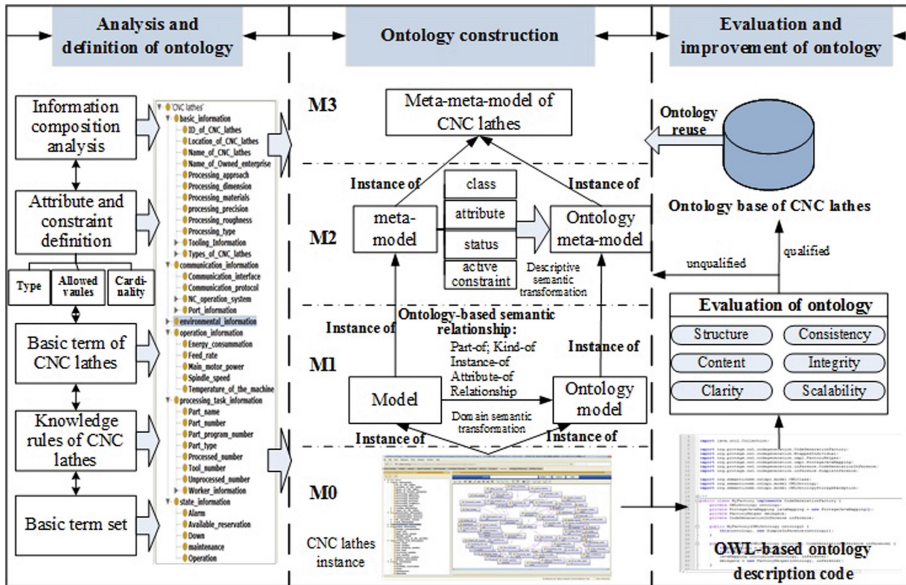 Analysis and
definition of ontology
Ontology construction
Evaluation and
improvement of ontology
Information
composition
analysis
Attribute and
constraint
definition
Type
Allowed
vaules
Cardi-
nality
Basic term of
CNC lathes
Knowledge
rules of CNC
lathes
Basic term set
'CNC lathes'
basic_information
ID_of_CNC_lathes
Location_of_CNC_lathes
Name_of_CNC_lathes
Name_of_Owned_enterprise
Processing_approach
Processing_dimension
Processing_materials
processing_precision
Processing_roughness
Processing_type
Tooling_Information
Types_of_CNC_lathes
communication_information
Communication_interface
Communication_protocol
NC_operation_system
Port_information
environmental_information
operation_information
Energy_consummation
Feed_rate
Main_motor_power
Spindle_speed
Temperature_of_the_machine
processing_task_information
Part_name
Part_number
Part_program_number
Part_type
Processed_number
Tool_number
Unprocessed_number
Worker_information
state_information
Alarm
Available_reservation
Down
maintenance
Operation
M3
Meta-meta-model of
CNC lathes
Instance of
Instance of
M2
meta-
model
class
attribute
status
active
constraint
Ontology
meta-model
Descriptive
semantic
transformation
Instance of
Ontology-based semantic
relationship:
Part-of; Kind-of
Instance-of
Attribute-of
Relationship
Instance of
M1
Model
Domain semantic
transformation
Ontology
model
Instance of
Instance of
M0
CNC lathes
instance
Ontology
reuse
Ontology base of CNC lathes
unqualified
qualified
Evaluation of ontology
Structure
Consistency
Content
Integrity
Clarity
Scalability
OWL-based ontology
description code